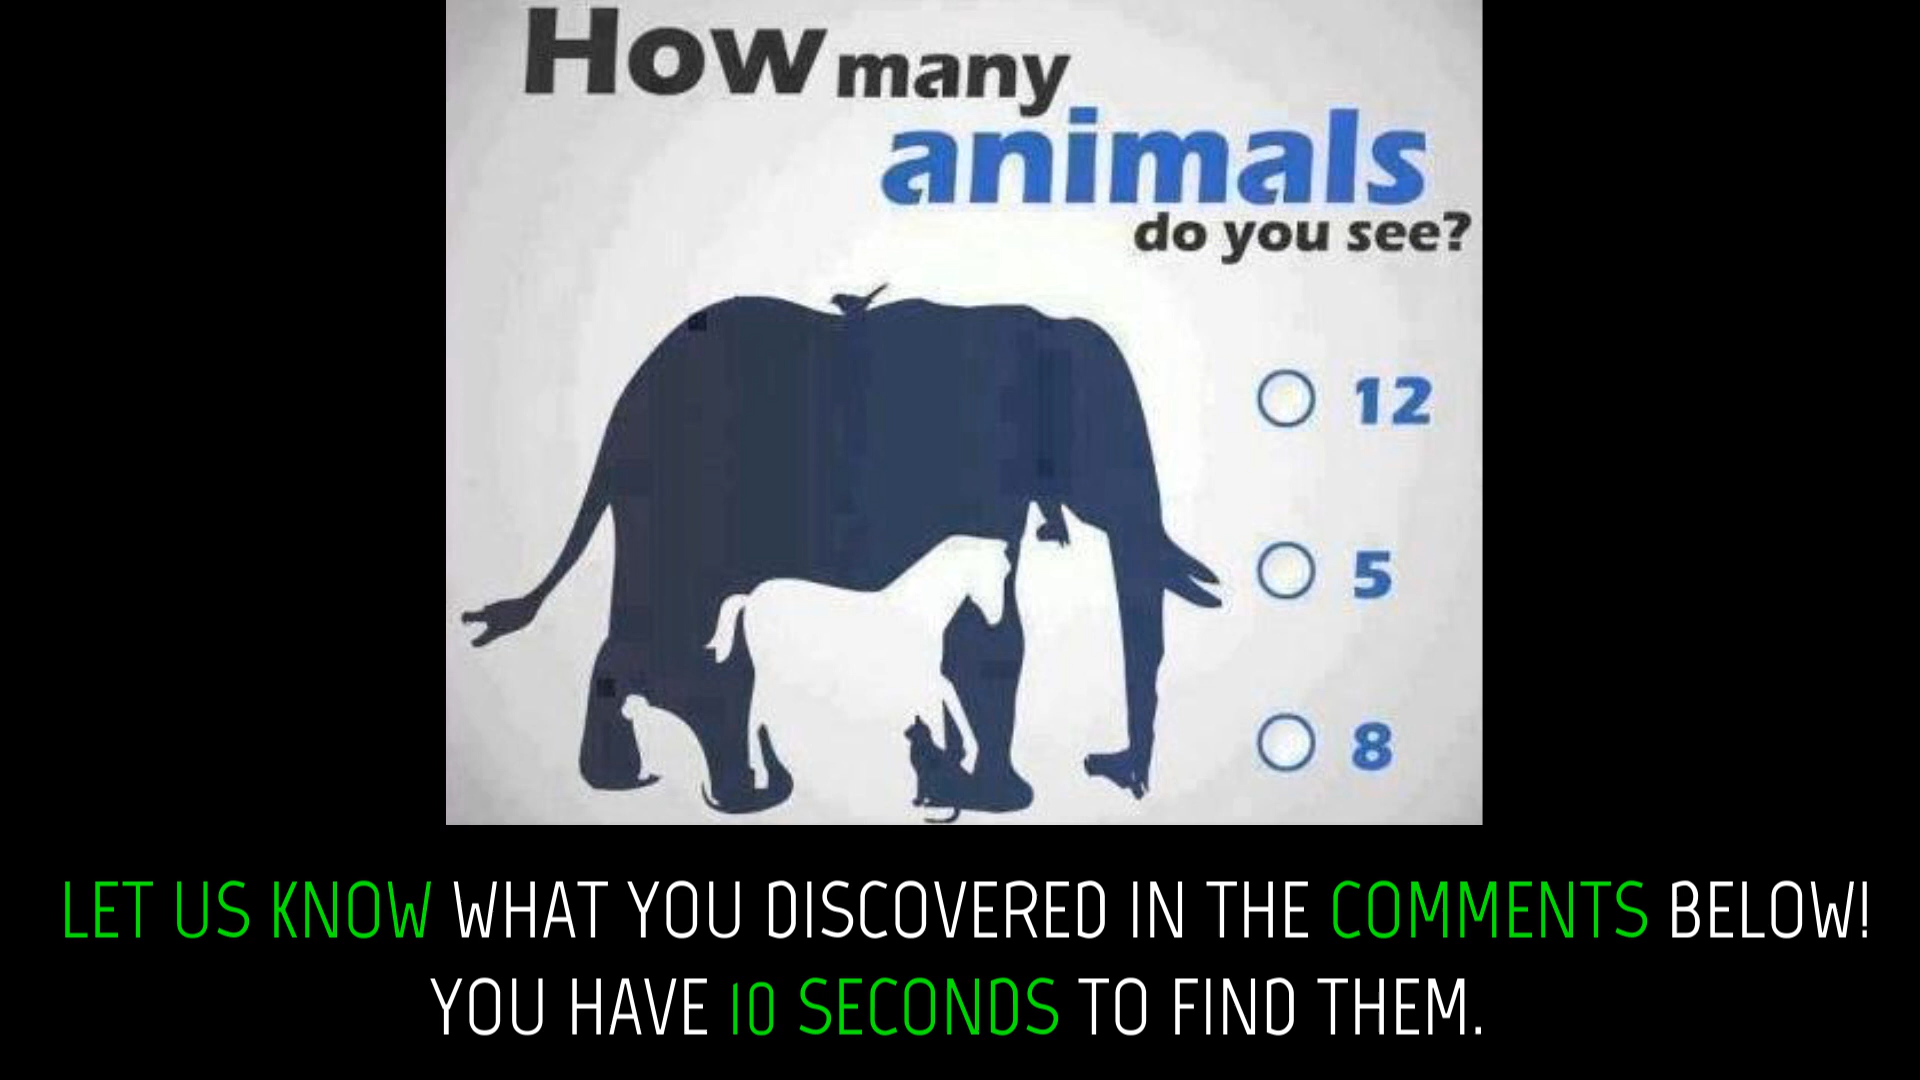 How many
animals
do you see?
12
5
8
LET US KNOW WHAT YOU DISCOVERED IN THE COMMENTS BELOW!
YOU HAVE 10 SECONDS TO FIND THEM.